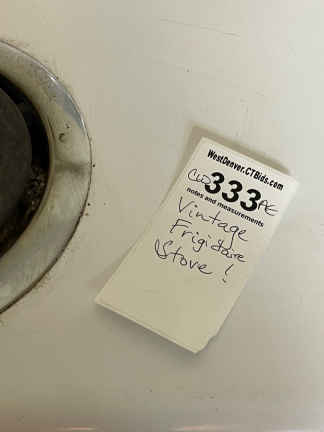 WestDenver.CTBids.com
333
notes and measurements
Vintage
Frigidaire
Stove!